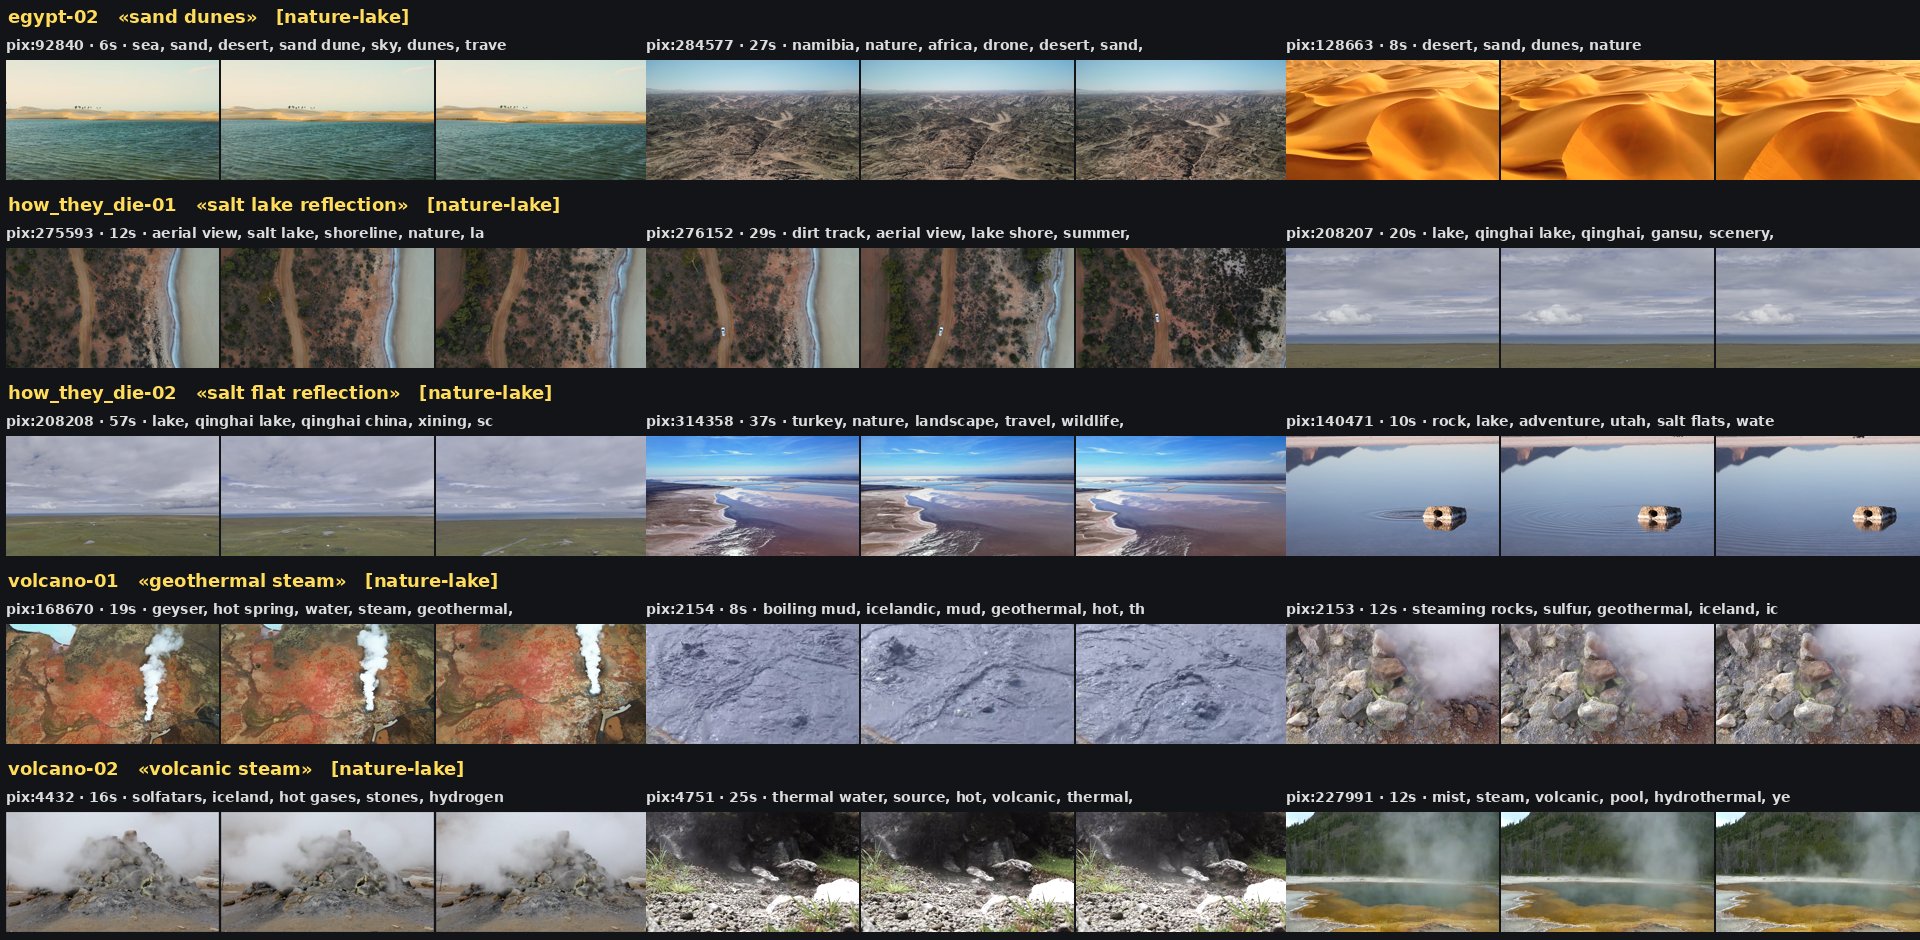 egypt-02 «sand dunes» [nature-lake]
pix:92840 · 6s · sea, sand, desert, sand dune, sky, dunes, trave
pix:284577 · 27s · namibia, nature, africa, drone, desert, sand,
pix:128663 · 8s · desert, sand, dunes, nature
how_they_die-01 «salt lake reflection» [nature-lake]
pix:275593 · 12s · aerial view, salt lake, shoreline, nature, la
pix:276152 · 29s · dirt track, aerial view, lake shore, summer,
pix:208207 · 20s · lake, qinghai lake, qinghai, gansu, scenery,
how_they_die-02 «salt flat reflection» [nature-lake]
pix:208208 · 57s · lake, qinghai lake, qinghai china, xining, sc
pix:314358 · 37s · turkey, nature, landscape, travel, wildlife,
pix:140471 · 10s · rock, lake, adventure, utah, salt flats, wate
volcano-01 «geothermal steam» [nature-lake]
pix:168670 · 19s · geyser, hot spring, water, steam, geothermal,
pix:2154 · 8s · boiling mud, icelandic, mud, geothermal, hot, th
pix:2153 · 12s · steaming rocks, sulfur, geothermal, iceland, ic
volcano-02 «volcanic steam» [nature-lake]
pix:4432 · 16s · solfatars, iceland, hot gases, stones, hydrogen
pix:4751 · 25s · thermal water, source, hot, volcanic, thermal,
pix:227991 · 12s · mist, steam, volcanic, pool, hydrothermal, ye